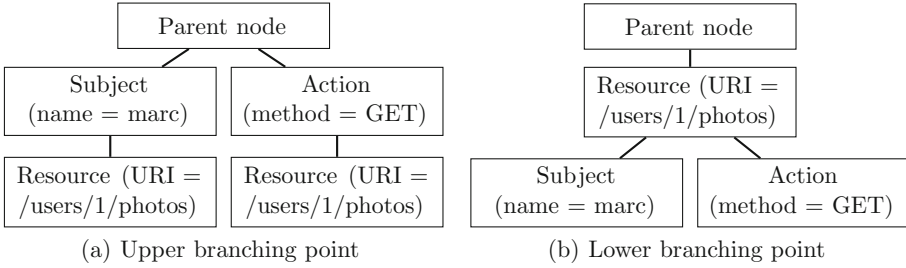 Parent node
Subject
(name = marc)
Action
(method = GET)
Resource (URI =
/users/1/photos)
Resource (URI =
/users/1/photos)
(a) Upper branching point
Parent node
Resource (URI =
/users/1/photos)
Subject
(name = marc)
Action
(method = GET)
(b) Lower branching point